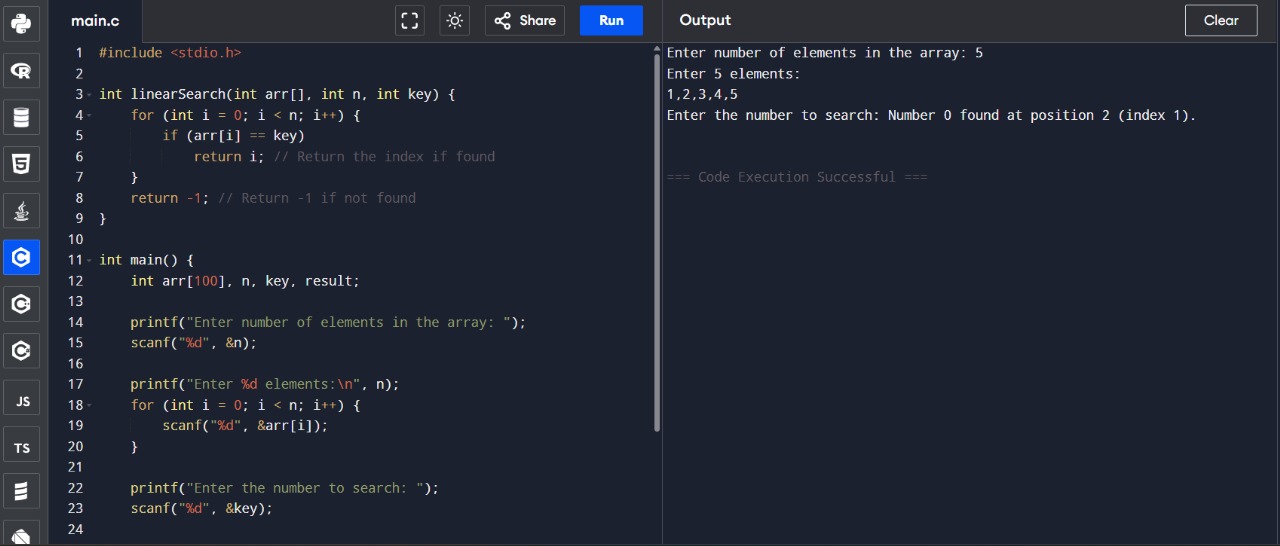 main.c
Share
Run
Output
Clear
1 #include <stdio.h>
2
3 int linearSearch(int arr[], int n, int key) {
4 for (int i = 0; i < n; i++) {
5 if (arr[i] == key)
6 return i; // Return the index if found
7 }
8 return -1; // Return -1 if not found
9 }
10
11 int main() {
12 int arr[100], n, key, result;
13
14 printf("Enter number of elements in the array: ");
15 scanf("%d", &n);
16
17 printf("Enter %d elements:\n", n);
18 for (int i = 0; i < n; i++) {
19 scanf("%d", &arr[i]);
20 }
21
22 printf("Enter the number to search: ");
23 scanf("%d", &key);
24
Enter number of elements in the array: 5
Enter 5 elements:
1,2,3,4,5
Enter the number to search: Number 0 found at position 2 (index 1).
=== Code Execution Successful ===
R
5
C
C
C
JS
TS